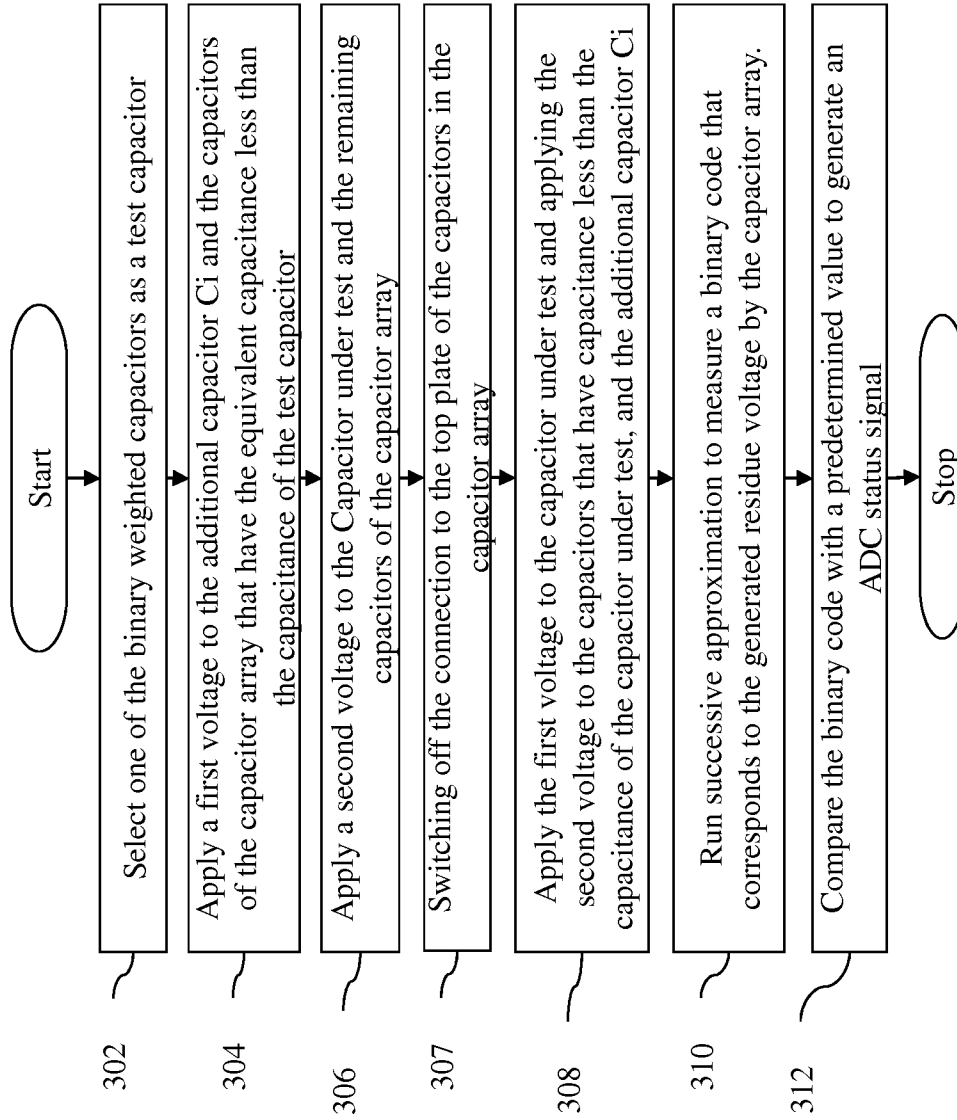 Start
302
Select one of the binary weighted capacitors as a test capacitor
304
Apply a first voltage to the additional capacitor Ci and the capacitors
of the capacitor array that have the equivalent capacitance less than
the capacitance of the test capacitor
306
Apply a second voltage to the Capacitor under test and the remaining
capacitors of the capacitor array
307
Switching off the connection to the top plate of the capacitors in the
capacitor array
308
Apply the first voltage to the capacitor under test and applying the
second voltage to the capacitors that have capacitance less than the
capacitance of the capacitor under test, and the additional capacitor Ci
310
Run successive approximation to measure a binary code that
corresponds to the generated residue voltage by the capacitor array.
312
Compare the binary code with a predetermined value to generate an
ADC status signal
Stop